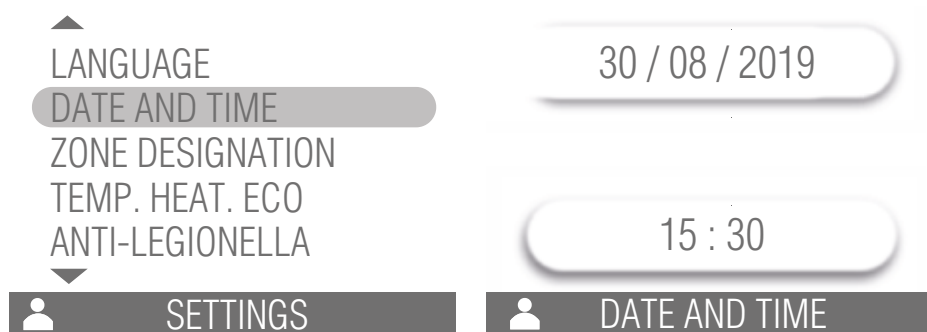 LANGUAGE
DATE AND TIME
ZONE DESIGNATION
TEMP. HEAT. ECO
ANTI-LEGIONELLA
SETTINGS
30 / 08 / 2019
15 : 30
DATE AND TIME